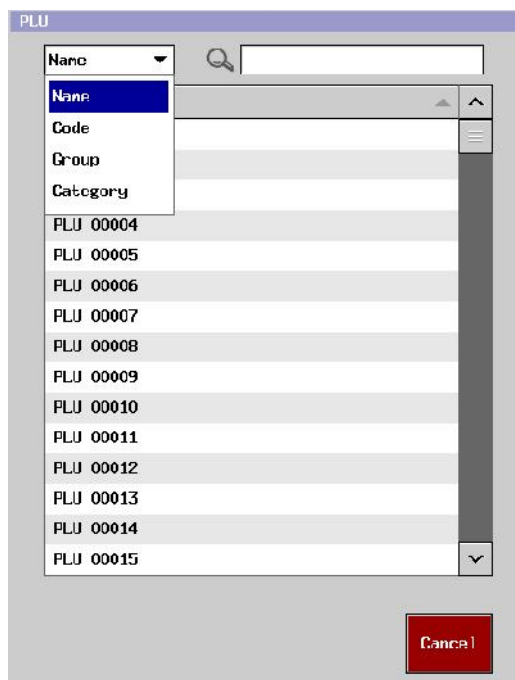 PLU
Name
Name
Code
Group
Category
PLU 00004
PLU 00005
PLU 00006
PLU 00007
PLU 00008
PLU 00009
PLU 00010
PLU 00011
PLU 00012
PLU 00013
PLU 00014
PLU 00015
Cancel